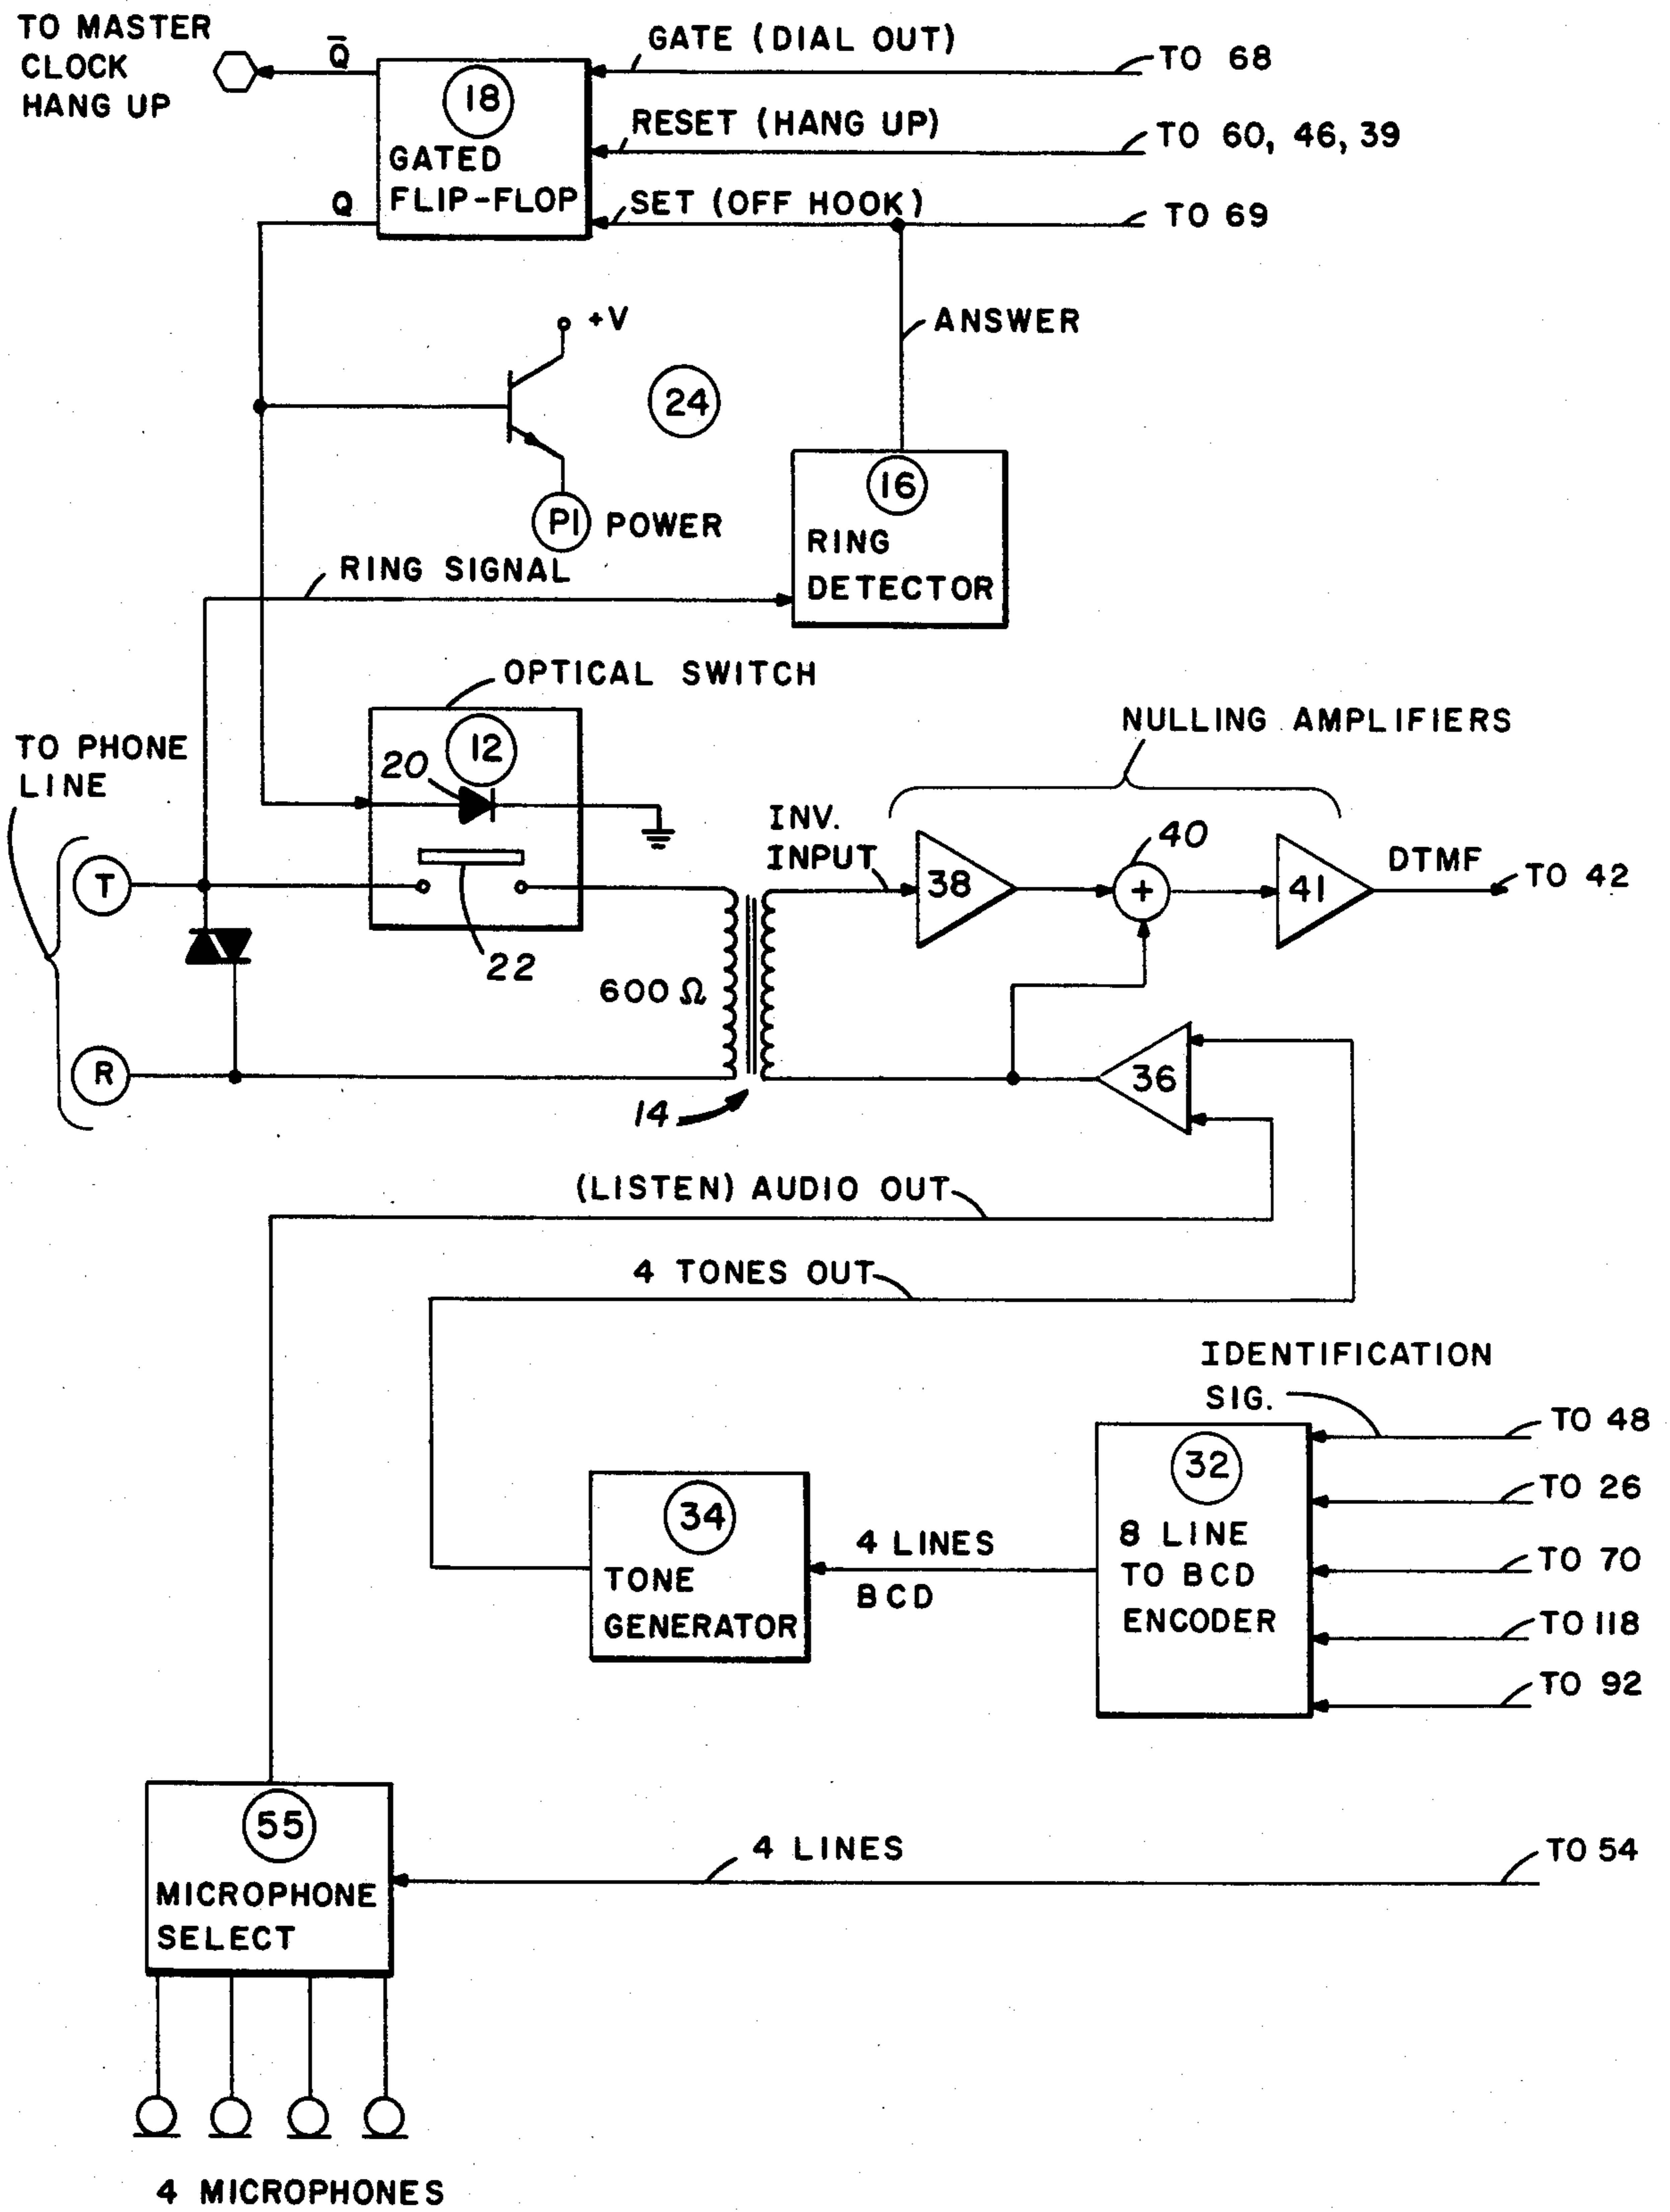 TO MASTER
CLOCK
HANG UP
Q̅
18
GATED
FLIP-FLOP
Q
GATE (DIAL OUT)
TO 68
RESET (HANG UP)
TO 60, 46, 39
SET (OFF HOOK)
TO 69
+V
24
ANSWER
P1 POWER
16
RING
DETECTOR
RING SIGNAL
OPTICAL SWITCH
12
20
22
TO PHONE
LINE
T
R
600 Ω
14
INV.
INPUT
NULLING AMPLIFIERS
38
40
+
41
DTMF
TO 42
36
(LISTEN) AUDIO OUT
4 TONES OUT
IDENTIFICATION
SIG.
TO 48
TO 26
TO 70
TO 118
TO 92
32
8 LINE
TO BCD
ENCODER
4 LINES
BCD
34
TONE
GENERATOR
55
MICROPHONE
SELECT
4 LINES
TO 54
4 MICROPHONES